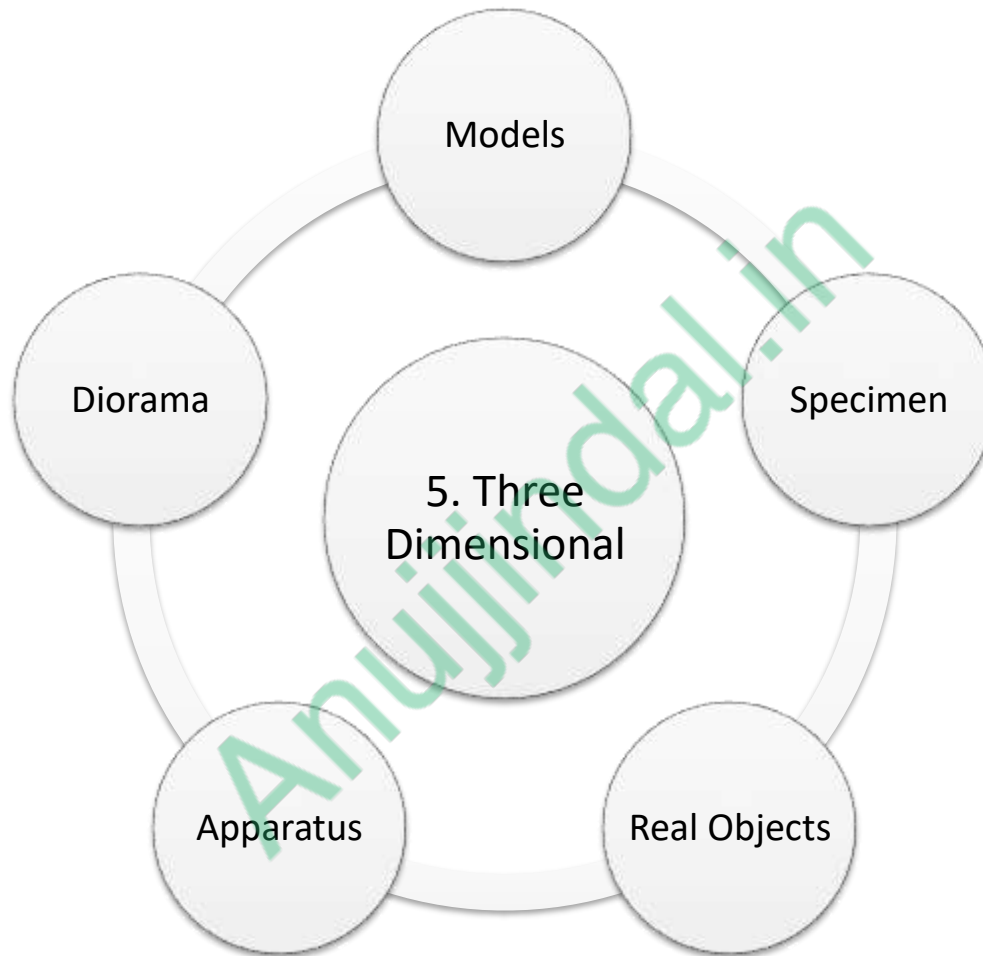 Models
Diorama
Specimen
5. Three
Dimensional
Apparatus
Real Objects
Anujjindal.in